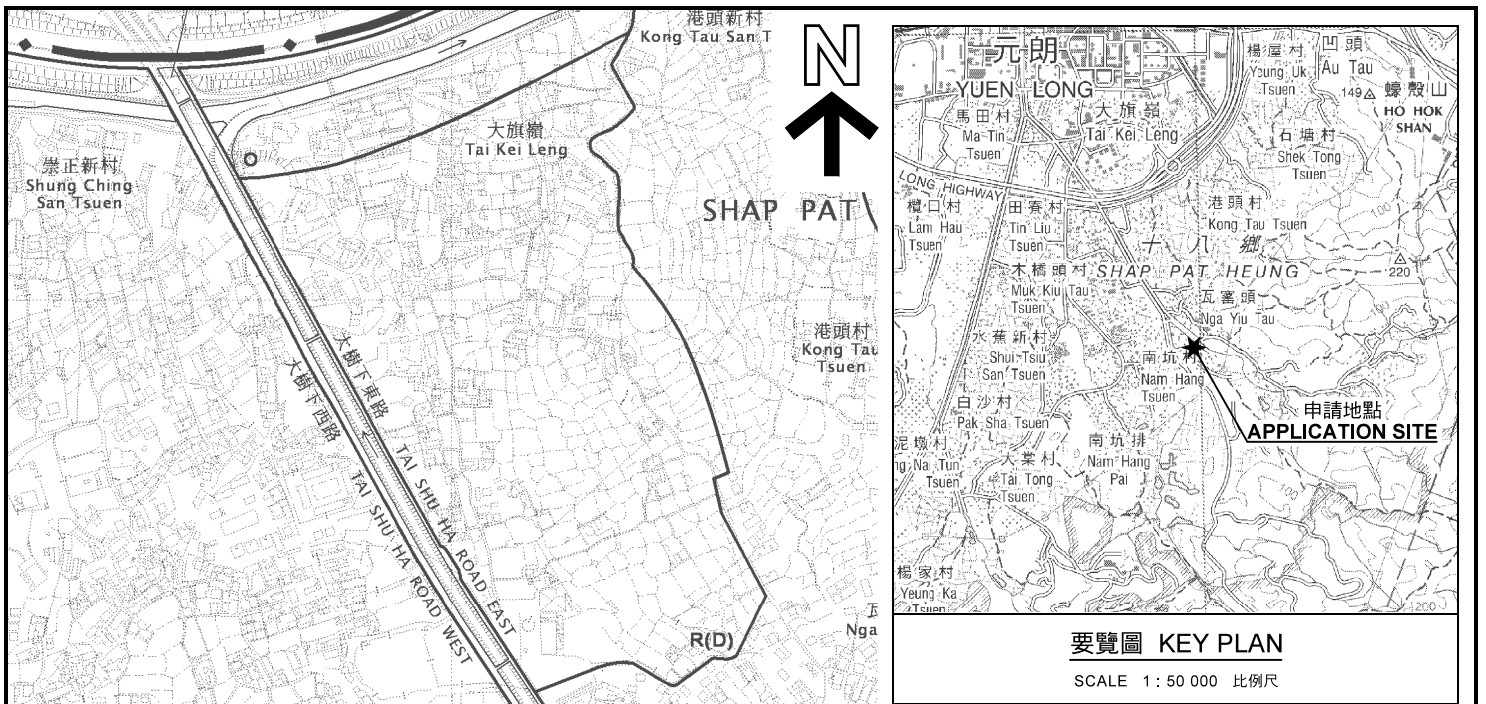 港頭新村
Kong Tau San T
大旗嶺
Tai Kei Leng
崇正新村
Shung Ching
San Tsuen
SHAP PAT
港頭村
Kong Tau
Tsuen
大樹下東路
大樹下西路
TAI SHU HA ROAD EAST
TAI SHU HA ROAD WEST
R(D)
Nga
N
元朗
YUEN LONG
楊屋村
Yeung Uk
Tsuen
凹頭
Au Tau
149
蠔殼山
HO HOK
SHAN
馬田村
Ma Tin
Tsuen
大旗嶺
Tai Kei Leng
石塘村
Shek Tong
Tsuen
LONG HIGHWAY
欖口村
Lam Hau
Tsuen
田寮村
Tin Liu
Tsuen
港頭村
Kong Tau Tsuen
100
十八鄉
SHAP PAT HEUNG
220
木橋頭村
Muk Kiu Tau
Tsuen
瓦窰頭
Nga Yiu Tau
水蕉新村
Shui Tsiu
San Tsuen
南坑村
Nam Hang
Tsuen
白沙村
Pak Sha Tsuen
申請地點
APPLICATION SITE
泥墩村
ng Na Tun
Tsuen
大棠村
Tai Tong
Tsuen
南坑排
Nam Hang
Pai
楊家村
Yeung Ka
Tsuen
200
要覽圖 KEY PLAN
SCALE 1 : 50 000 比例尺